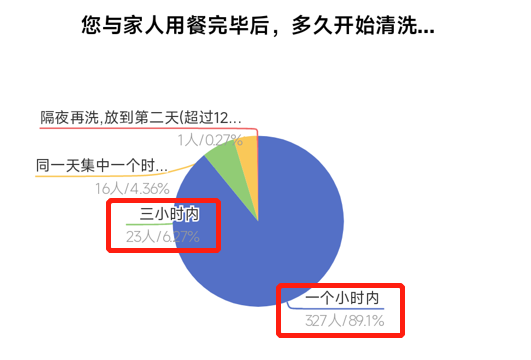 您与家人用餐完毕后，多久开始清洗...
隔夜再洗,放到第二天(超过12...
1人/0.27%
同一天集中一个时...
16人/4.36%
三小时内
23人/6.27%
一个小时内
327人/89.1%